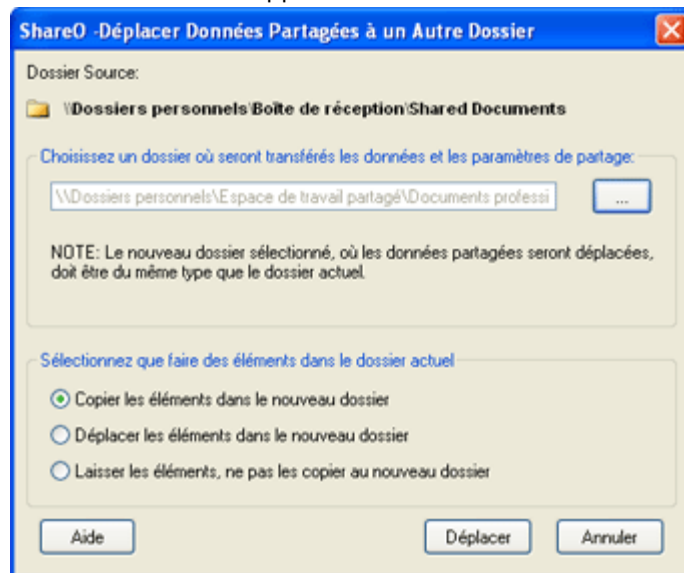 ShareO -Déplacer Données Partagées à un Autre Dossier
Dossier Source:
\\Dossiers personnels\Boîte de réception\Shared Documents
Choisissez un dossier où seront transférés les données et les paramètres de partage:
\\Dossiers personnels\Espace de travail partagé\Documents professi
...
NOTE: Le nouveau dossier sélectionné, où les données partagées seront déplacées,
doit être du même type que le dossier actuel.
Sélectionnez que faire des éléments dans le dossier actuel
Copier les éléments dans le nouveau dossier
Déplacer les éléments dans le nouveau dossier
Laisser les éléments, ne pas les copier au nouveau dossier
Aide Déplacer Annuler